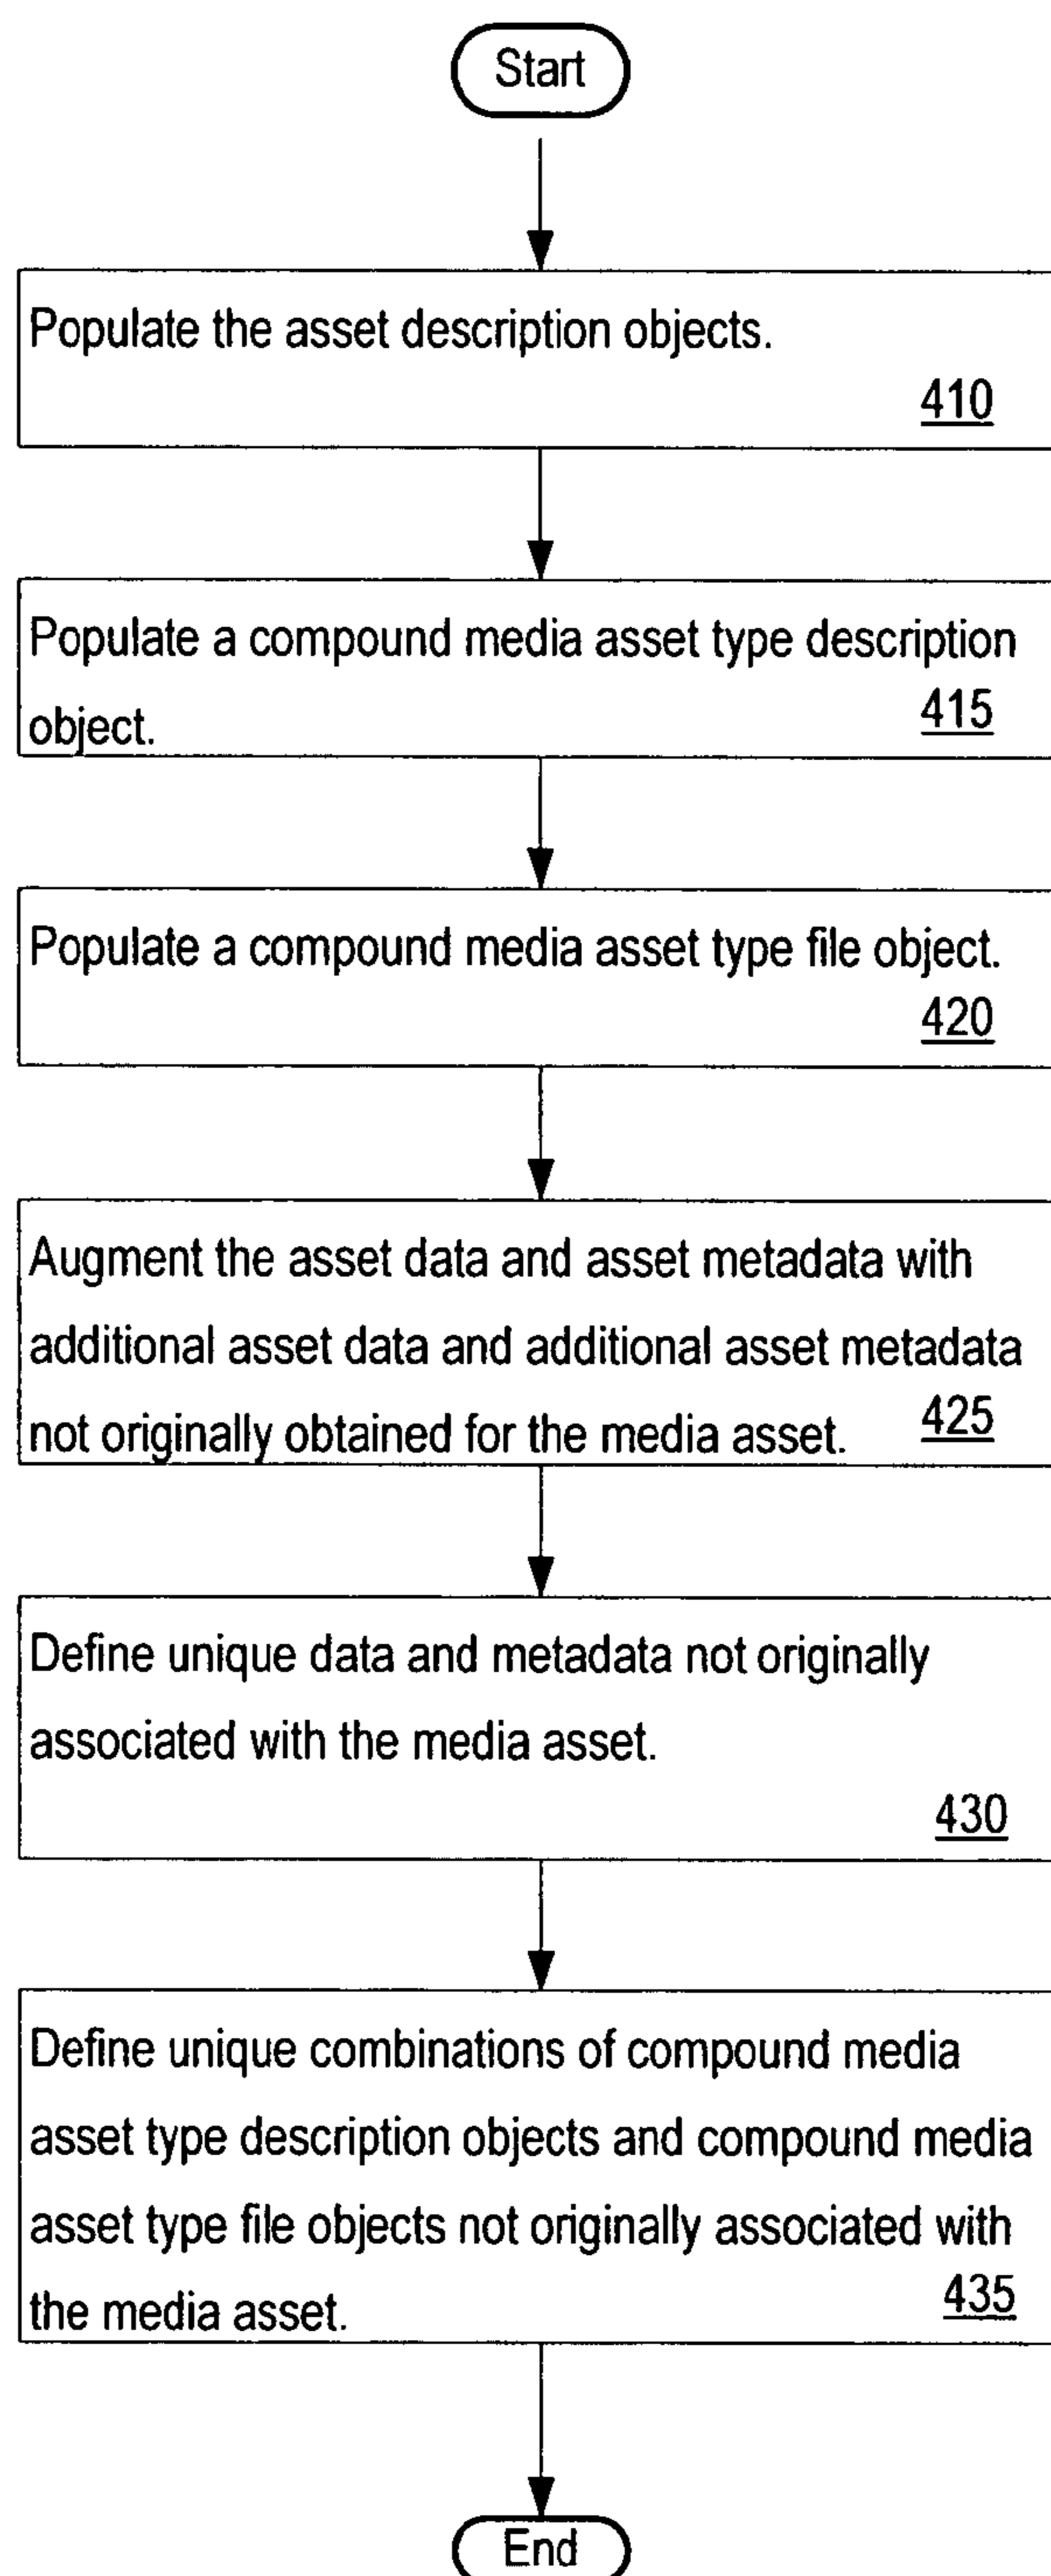 Start
Populate the asset description objects.
410
Populate a compound media asset type description
object.
415
Populate a compound media asset type file object.
420
Augment the asset data and asset metadata with
additional asset data and additional asset metadata
not originally obtained for the media asset.
425
Define unique data and metadata not originally
associated with the media asset.
430
Define unique combinations of compound media
asset type description objects and compound media
asset type file objects not originally associated with
the media asset.
435
End